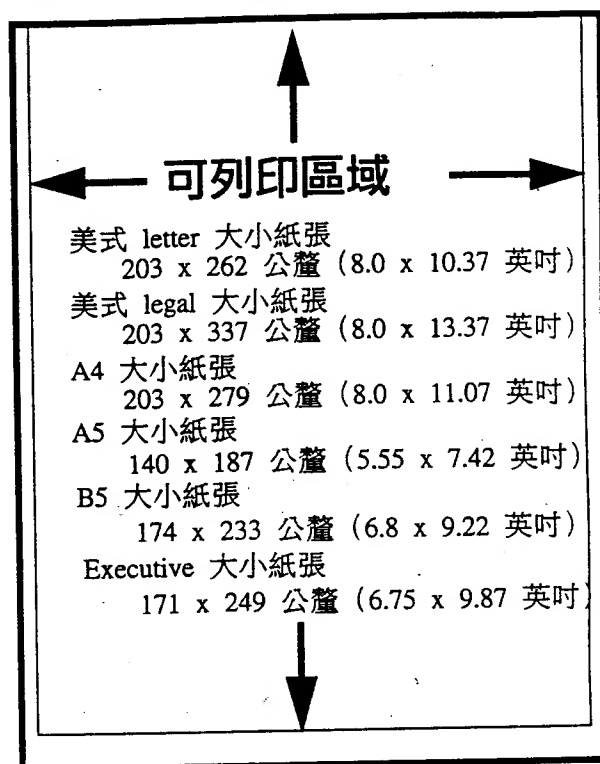 可列印區域
美式 letter 大小紙張
203 x 262 公釐（8.0 x 10.37 英吋）
美式 legal 大小紙張
203 x 337 公釐（8.0 x 13.37 英吋）
A4 大小紙張
203 x 279 公釐（8.0 x 11.07 英吋）
A5 大小紙張
140 x 187 公釐（5.55 x 7.42 英吋）
B5 大小紙張
174 x 233 公釐（6.8 x 9.22 英吋）
Executive 大小紙張
171 x 249 公釐（6.75 x 9.87 英吋）